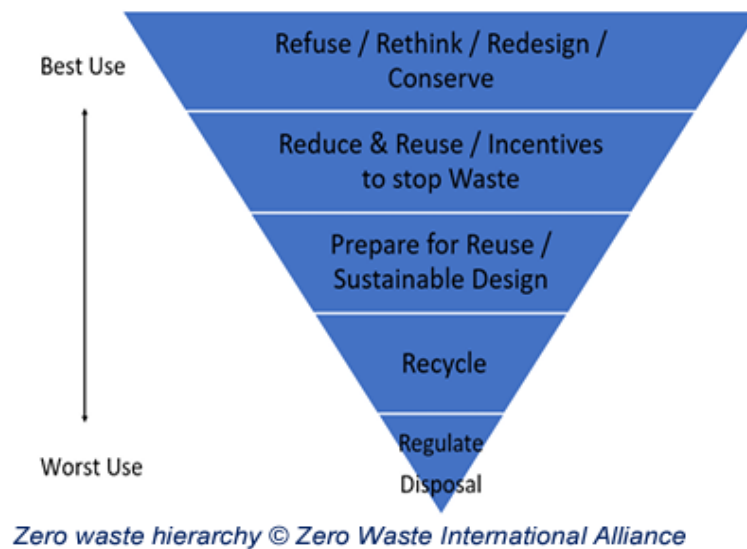 Best Use
Refuse / Rethink / Redesign /
Conserve
Reduce & Reuse / Incentives
to stop Waste
Prepare for Reuse /
Sustainable Design
Recycle
Regulate
Disposal
Worst Use
Zero waste hierarchy © Zero Waste International Alliance